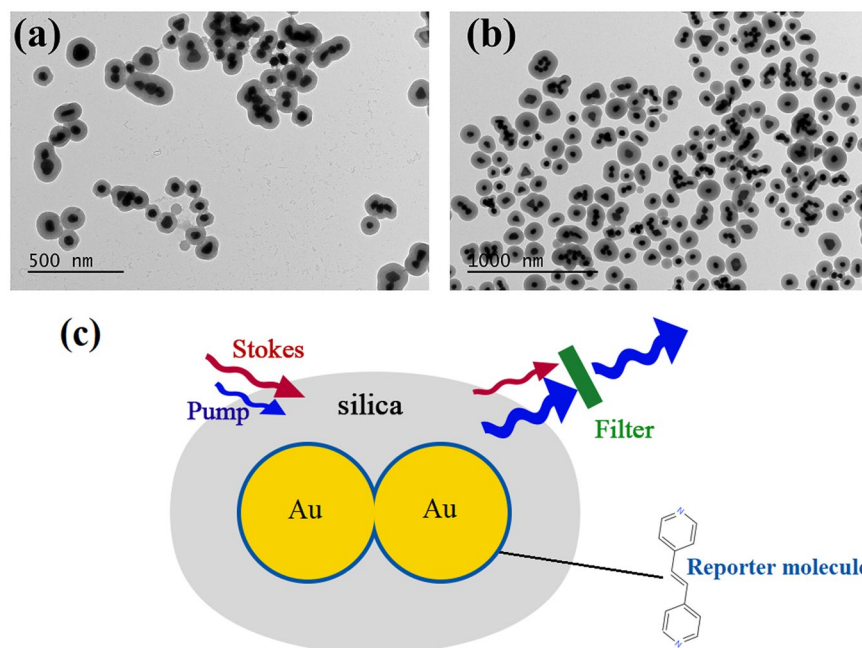 (a)
500 nm
(b)
1000 nm
(c)
Stokes
Pump
silica
Filter
Au
Au
N
Reporter molecule
N